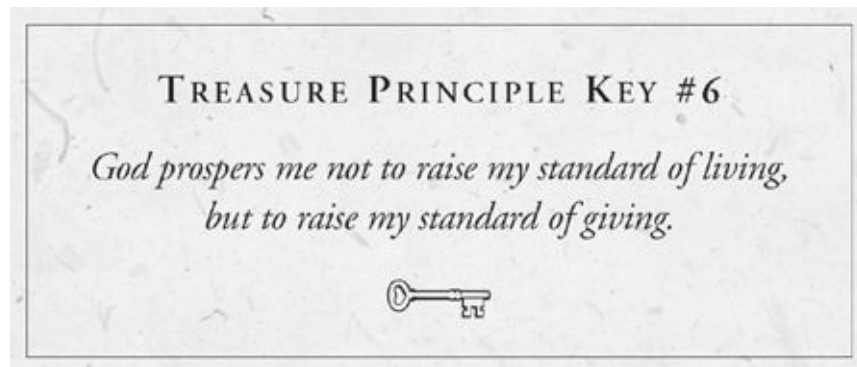 TREASURE PRINCIPLE KEY #6
God prospers me not to raise my standard of living,
but to raise my standard of giving.